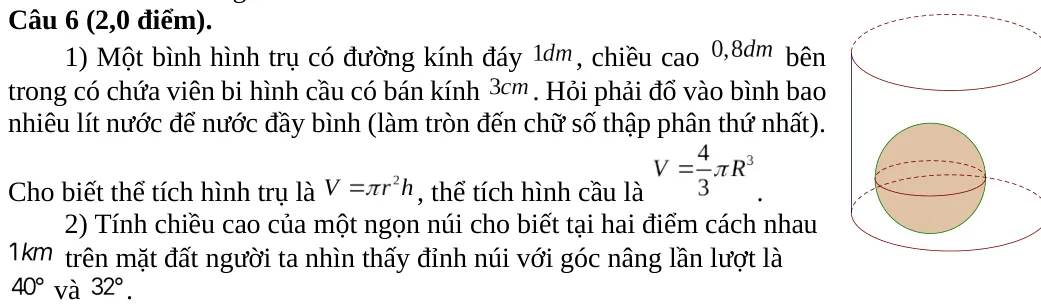 Câu 6 (2,0 điểm).
1) Một bình hình trụ có đường kính đáy 1dm, chiều cao 0,8dm bên
trong có chứa viên bi hình cầu có bán kính 3cm. Hỏi phải đổ vào bình bao
nhiêu lít nước để nước đầy bình (làm tròn đến chữ số thập phân thứ nhất).
Cho biết thể tích hình trụ là V = πr²h, thể tích hình cầu là V = 4/3 πR³.
2) Tính chiều cao của một ngọn núi cho biết tại hai điểm cách nhau
1km trên mặt đất người ta nhìn thấy đỉnh núi với góc nâng lần lượt là
40° và 32°.